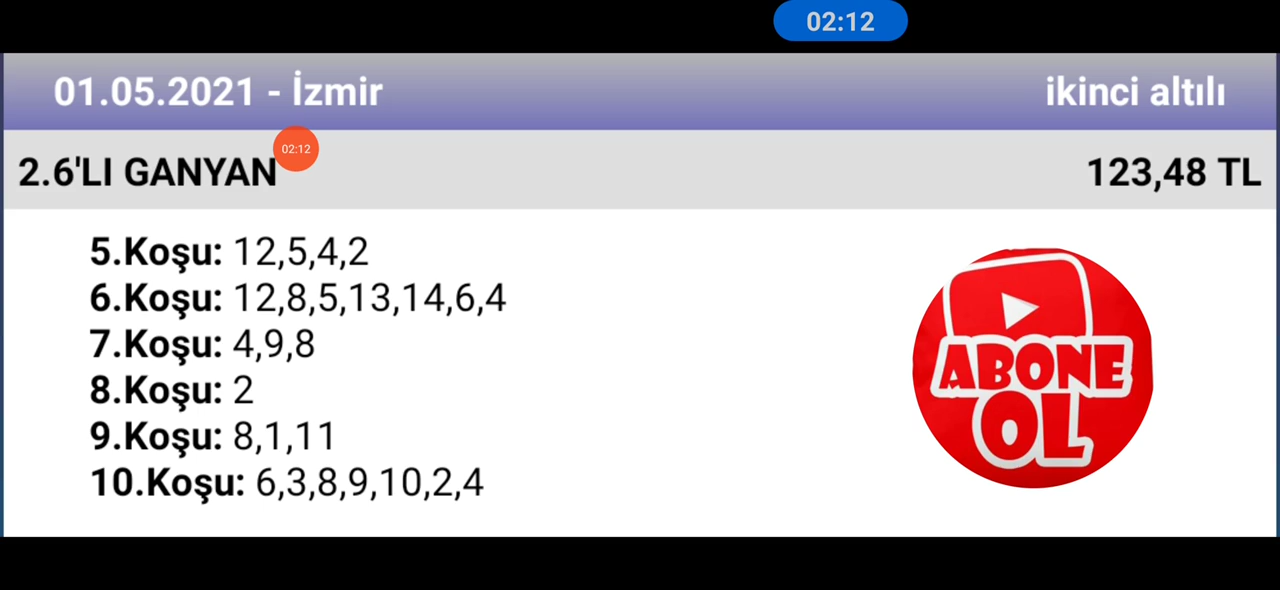 02:12
01.05.2021 - İzmir ikinci altılı
2.6'LI GANYAN 02:12 123,48 TL
5.Koşu: 12,5,4,2
6.Koşu: 12,8,5,13,14,6,4
7.Koşu: 4,9,8
8.Koşu: 2
9.Koşu: 8,1,11
10.Koşu: 6,3,8,9,10,2,4
ABONE
OL